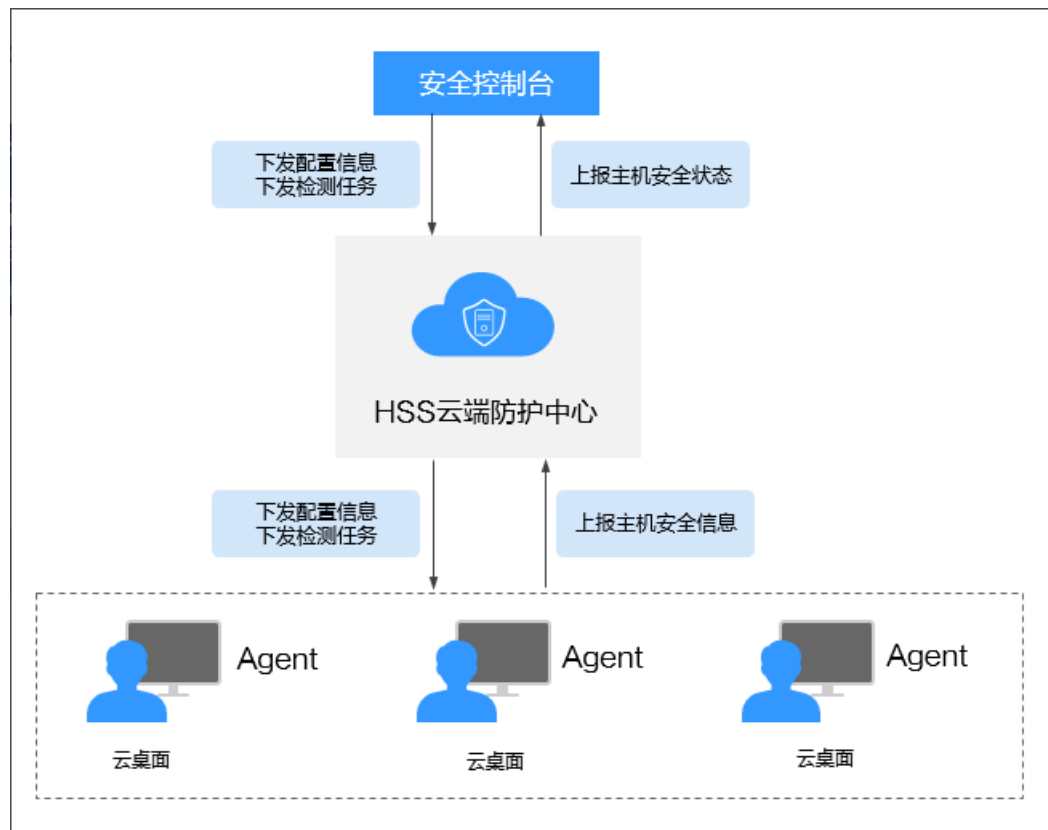 安全控制台
下发配置信息
下发检测任务
上报主机安全状态
HSS云端防护中心
下发配置信息
下发检测任务
上报主机安全信息
Agent
Agent
Agent
云桌面
云桌面
云桌面